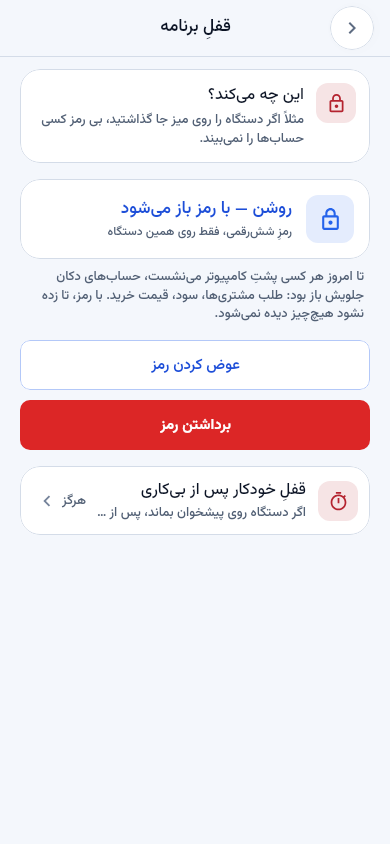 قفلِ برنامه
این چه می‌کند؟
مثلاً اگر دستگاه را روی میز جا گذاشتید، بی رمز کسی
حساب‌ها را نمی‌بیند.
روشن — با رمز باز می‌شود
رمزِ شش‌رقمی، فقط روی همین دستگاه
تا امروز هر کسی پشتِ کامپیوتر می‌نشست، حساب‌های دکان
جلویش باز بود: طلب مشتری‌ها، سود، قیمت خرید. با رمز، تا زده
نشود هیچ‌چیز دیده نمی‌شود.
عوض کردن رمز
برداشتن رمز
قفلِ خودکار پس از بی‌کاری
هرگز
اگر دستگاه روی پیشخوان بماند، پس از ...